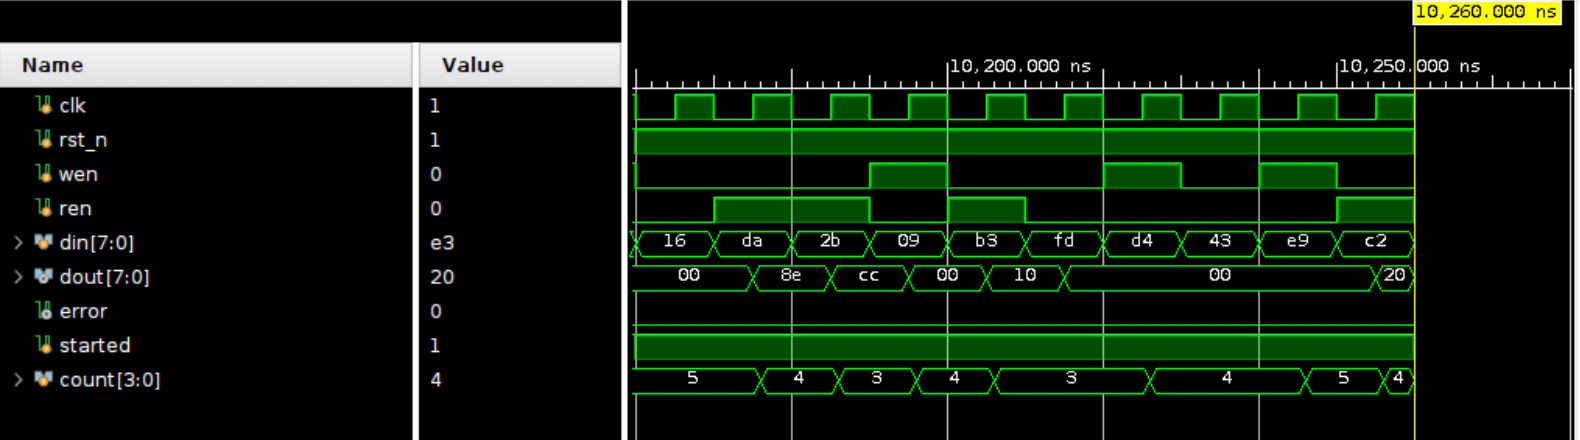 10,260.000 ns
Name Value 10,200.000 ns 10,250.000 ns
clk 1
rst_n 1
wen 0
ren 0
din[7:0] e3 16 da 2b 09 b3 fd d4 43 e9 c2
dout[7:0] 20 00 8e cc 00 10 00 20
error 0
started 1
count[3:0] 4 5 4 3 4 3 4 5 4